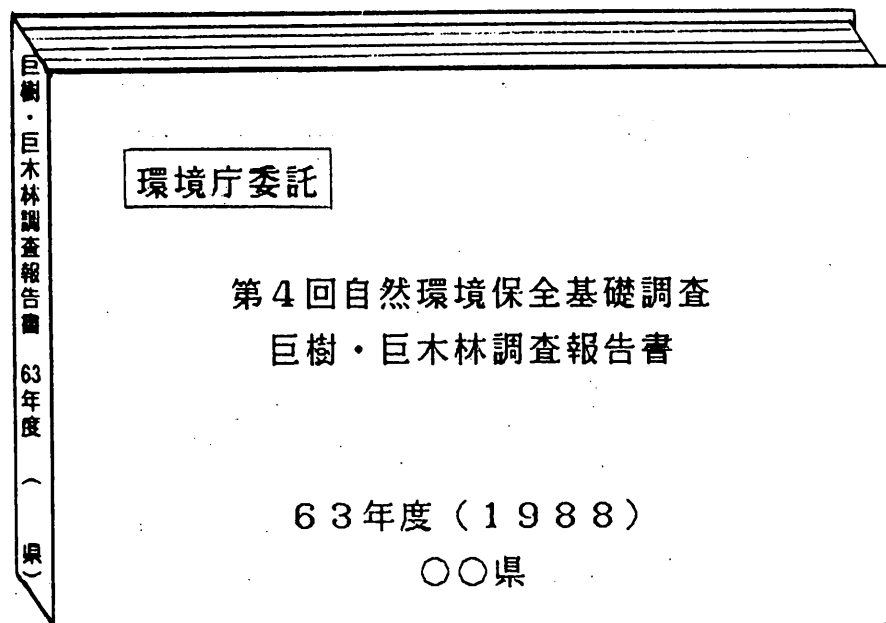 巨樹・巨木林調査報告書 63年度 (　県)
環境庁委託
第4回自然環境保全基礎調査
巨樹・巨木林調査報告書
63年度(1988)
○○県